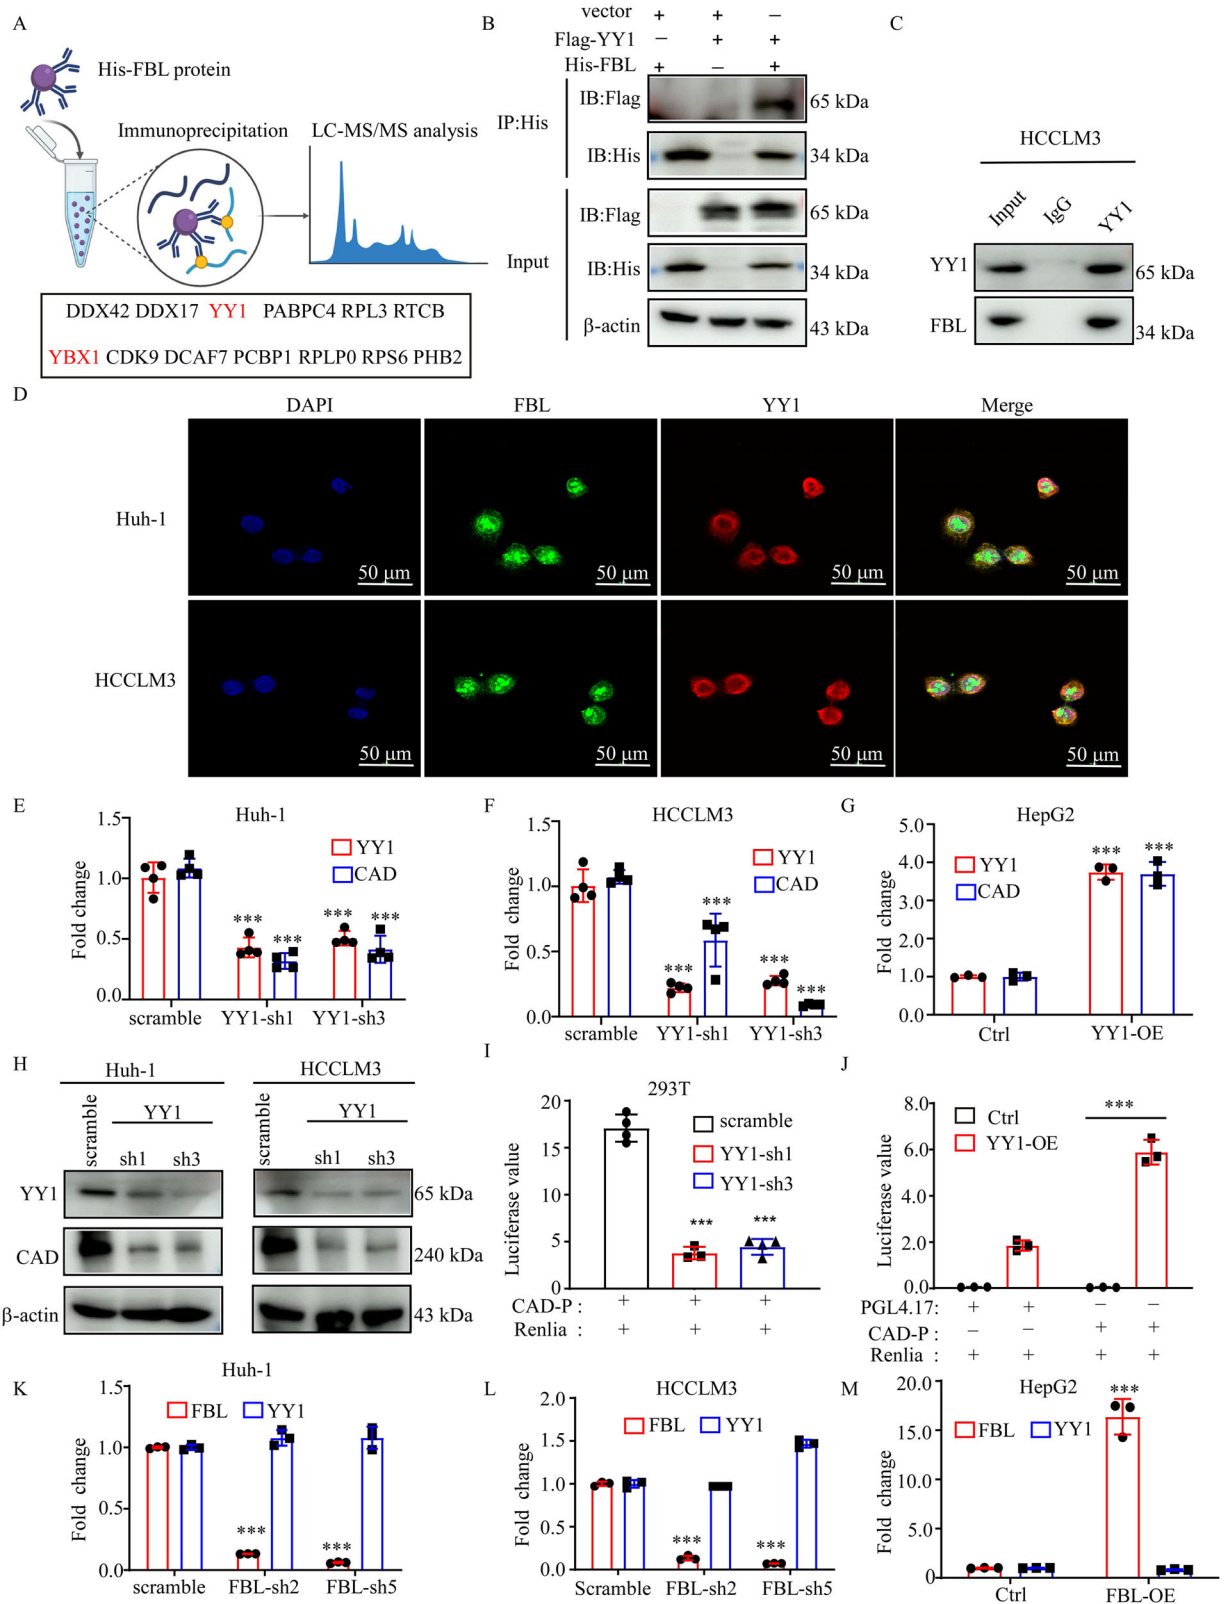 A
His-FBL protein
Immunoprecipitation
LC-MS/MS analysis
DDX42 DDX17 YY1 PABPC4 RPL3 RTCB
YBX1 CDK9 DCAF7 PCBP1 RPLP0 RPS6 PHB2
B
vector + + −
Flag-YY1 − + +
His-FBL + − +
IP:His
IB:Flag 65 kDa
IB:His 34 kDa
Input
IB:Flag 65 kDa
IB:His 34 kDa
β-actin 43 kDa
C
HCCLM3
Input IgG YY1
YY1 65 kDa
FBL 34 kDa
D
DAPI FBL YY1 Merge
Huh-1
50 μm 50 μm 50 μm 50 μm
HCCLM3
50 μm 50 μm 50 μm 50 μm
E
Huh-1
Fold change
1.5
1.0
0.5
0.0
YY1
CAD
*** *** *** ***
scramble YY1-sh1 YY1-sh3
F
HCCLM3
Fold change
1.5
1.0
0.5
0.0
YY1
CAD
*** *** *** ***
scramble YY1-sh1 YY1-sh3
G
HepG2
Fold change
5.0
4.0
3.0
2.0
1.0
0.0
YY1
CAD
*** ***
Ctrl YY1-OE
H
Huh-1 HCCLM3
scramble YY1 scramble YY1
sh1 sh3 sh1 sh3
YY1 65 kDa
CAD 240 kDa
β-actin 43 kDa
I
293T
Luciferase value
20
15
10
5
0
scramble
YY1-sh1
YY1-sh3
*** ***
CAD-P : + + +
Renlia : + + +
J
Luciferase value
8.0
6.0
4.0
2.0
0.0
Ctrl
YY1-OE
***
PGL4.17: + + − −
CAD-P : − − + +
Renlia : + + + +
K
Huh-1
Fold change
1.5
1.0
0.5
0.0
FBL YY1
*** ***
scramble FBL-sh2 FBL-sh5
L
HCCLM3
Fold change
2.0
1.5
1.0
0.5
0.0
FBL YY1
*** ***
Scramble FBL-sh2 FBL-sh5
M
HepG2
Fold change
20.0
15.0
10.0
5.0
0
FBL YY1
***
Ctrl FBL-OE